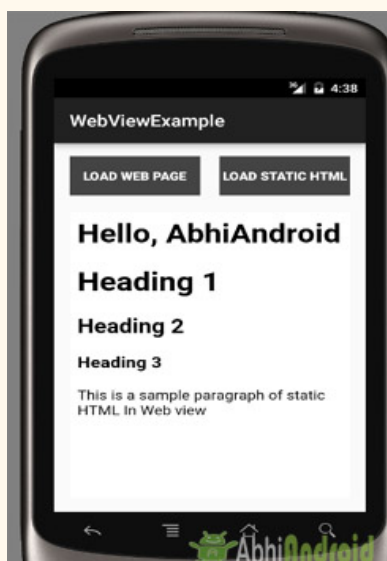 3G 4:38
WebViewExample
LOAD WEB PAGE LOAD STATIC HTML
Hello, AbhiAndroid
Heading 1
Heading 2
Heading 3
This is a sample paragraph of static
HTML In Web view
AbhiAndroid